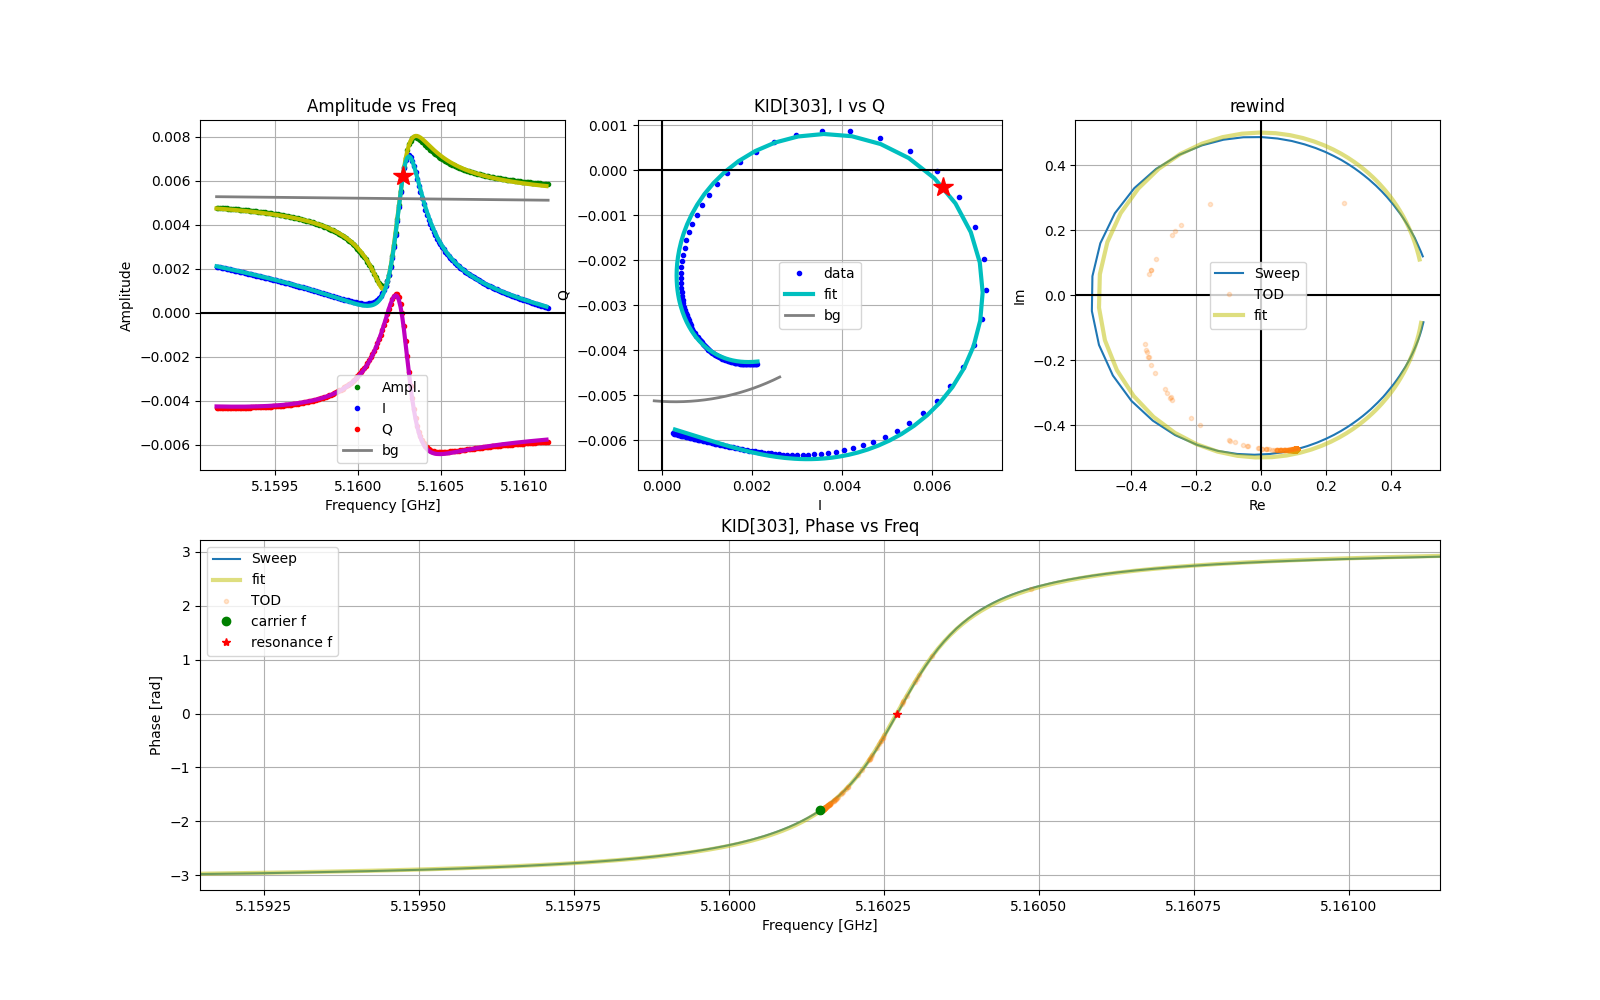 Amplitude vs Freq
0.008
0.006
0.004
0.002
0.000
−0.002
−0.004
−0.006
Amplitude
Ampl.
I
Q
bg
5.1595
5.1600
5.1605
5.1610
Frequency [GHz]
KID[303], I vs Q
0.001
0.000
−0.001
−0.002
−0.003
−0.004
−0.005
−0.006
Q
data
fit
bg
0.000
0.002
0.004
0.006
I
rewind
0.4
0.2
0.0
−0.2
−0.4
Im
Sweep
TOD
fit
−0.4
−0.2
0.0
0.2
0.4
Re
KID[303], Phase vs Freq
3
2
1
0
−1
−2
−3
Phase [rad]
Sweep
fit
TOD
carrier f
resonance f
5.15925
5.15950
5.15975
5.16000
5.16025
5.16050
5.16075
5.16100
Frequency [GHz]